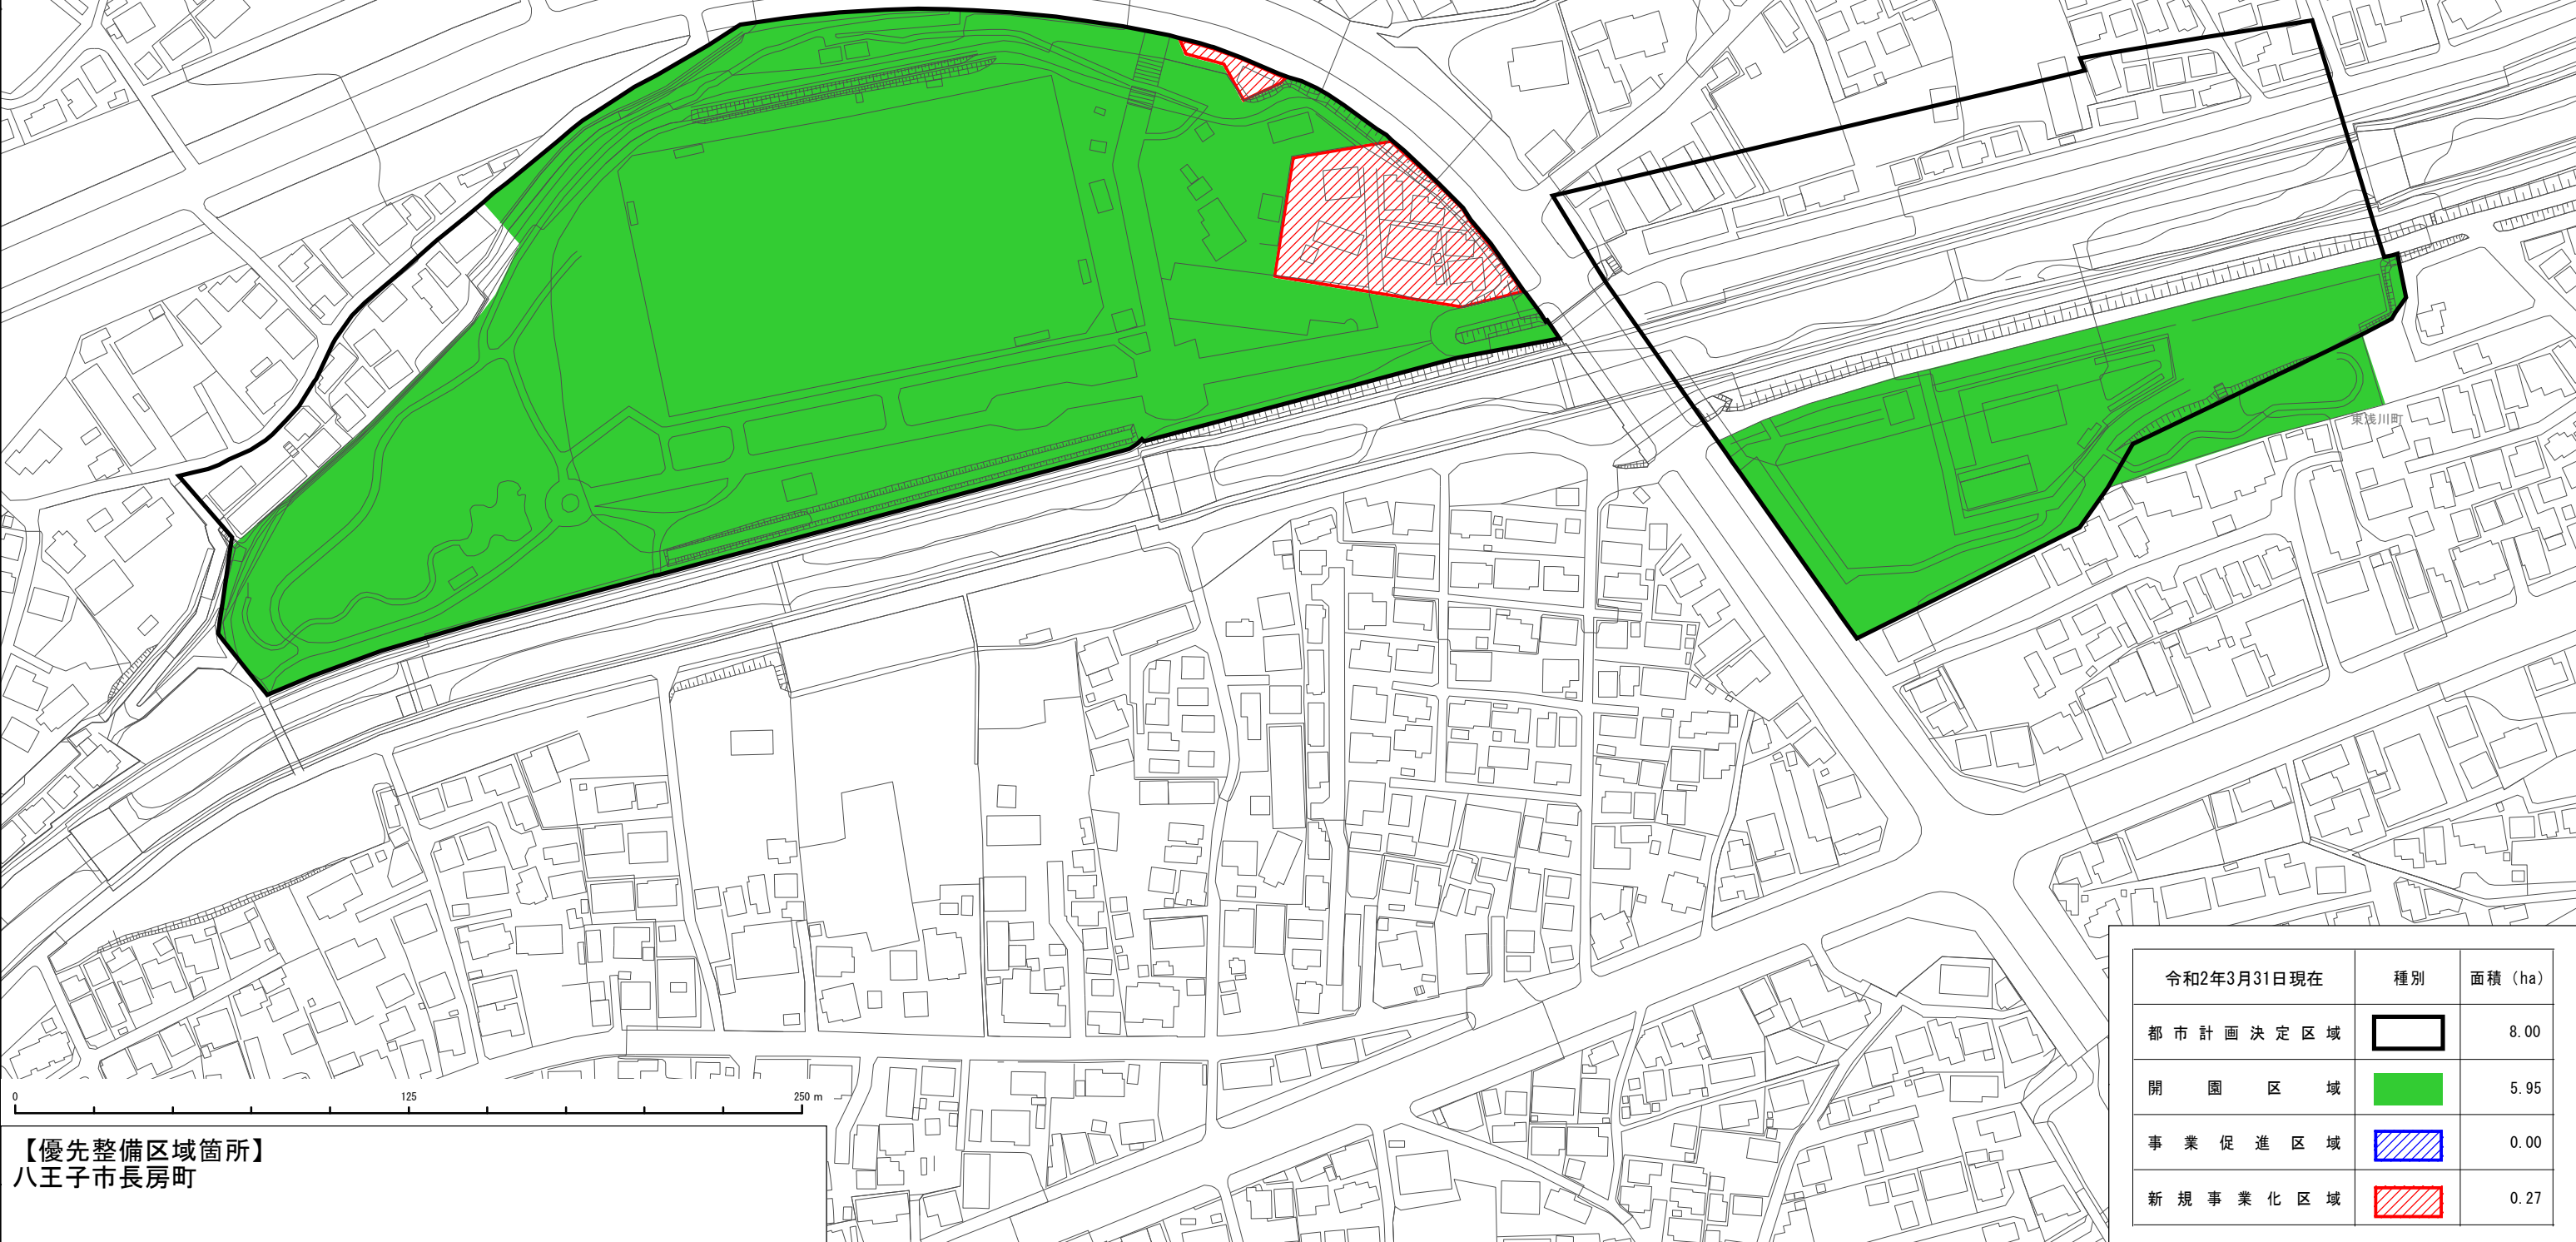 東浅川町
0 125 250 m
【優先整備区域箇所】
八王子市長房町
令和2年3月31日現在 種別 面積（ha）
都市計画決定区域 8.00
開園区域 5.95
事業促進区域 0.00
新規事業化区域 0.27